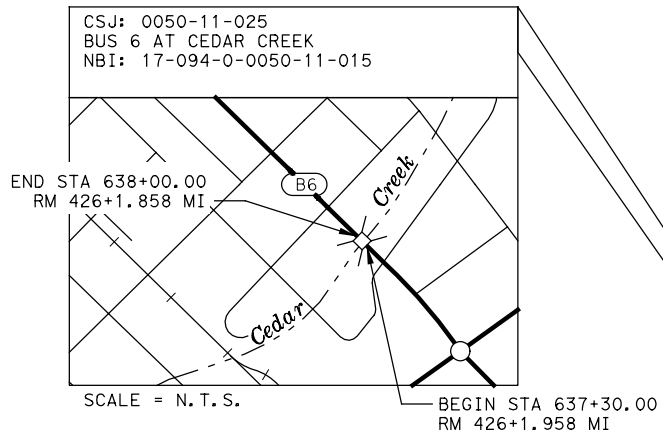 CSJ: 0050-11-025
BUS 6 AT CEDAR CREEK
NBI: 17-094-0-0050-11-015
END STA 638+00.00
RM 426+1.858 MI
B6
Creek
Cedar
SCALE = N.T.S.
BEGIN STA 637+30.00
RM 426+1.958 MI